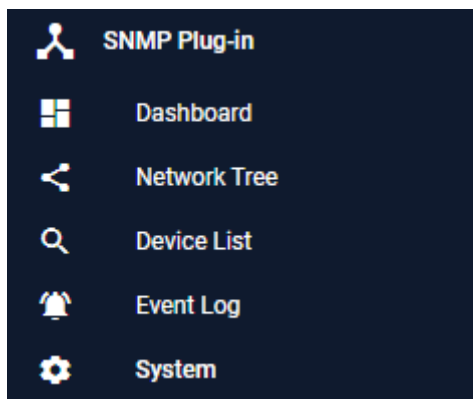 SNMP Plug-in
Dashboard
Network Tree
Device List
Event Log
System